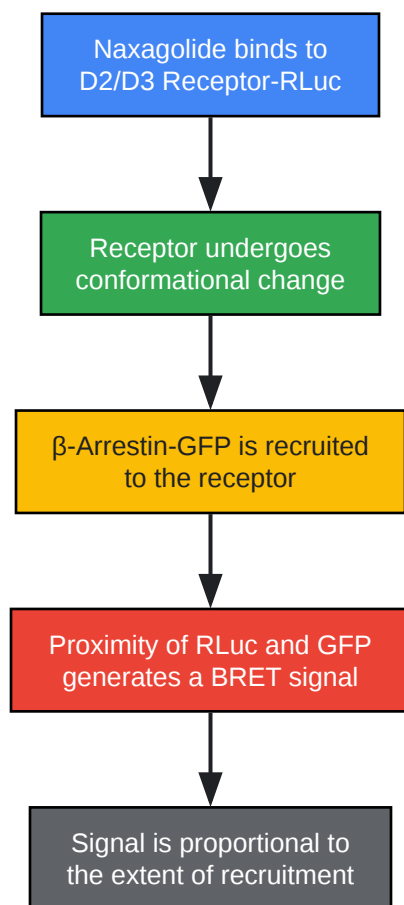 Naxagolide binds to
D2/D3 Receptor-RLuc
Receptor undergoes
conformational change
β-Arrestin-GFP is recruited
to the receptor
Proximity of RLuc and GFP
generates a BRET signal
Signal is proportional to
the extent of recruitment